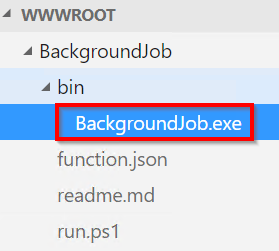 WWWROOT
BackgroundJob
bin
BackgroundJob.exe
function.json
readme.md
run.ps1